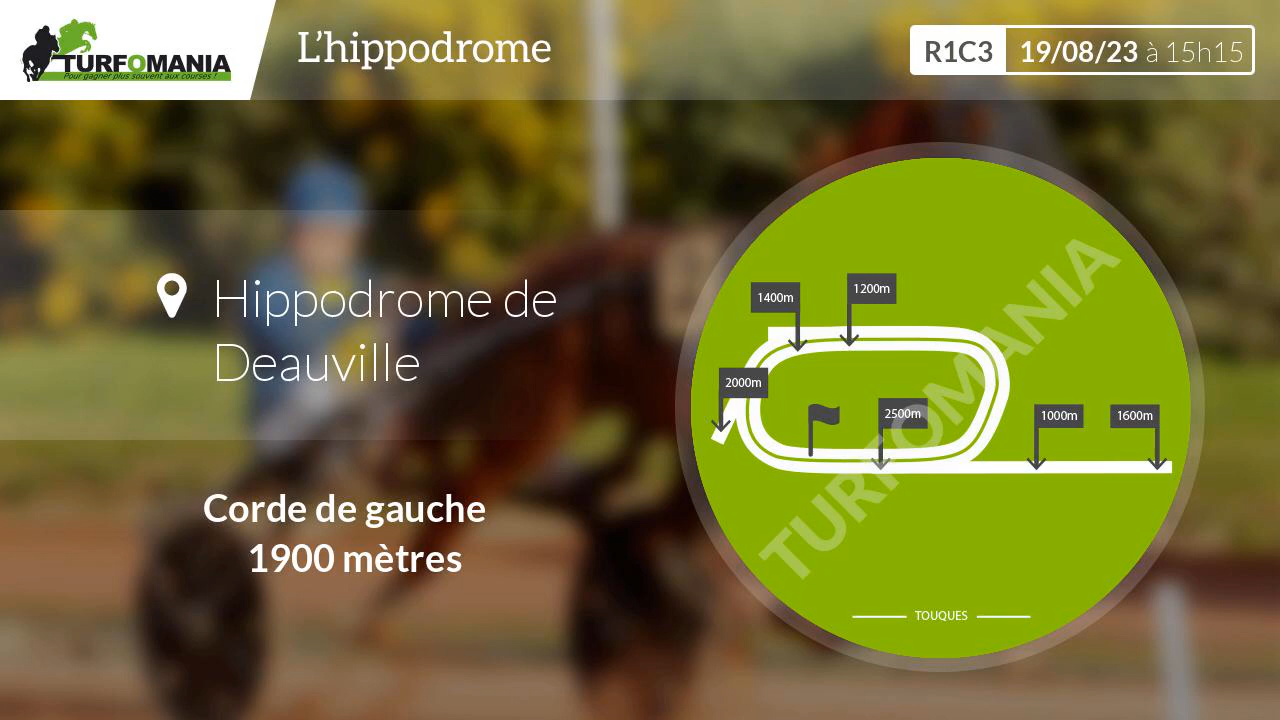 TURFOMANIA
Pour gagner plus souvent aux courses !
L'hippodrome
R1C3 19/08/23 à 15h15
Hippodrome de
Deauville
Corde de gauche
1900 mètres
1400m
1200m
2000m
2500m
1000m
1600m
TURFOMANIA
TOUQUES